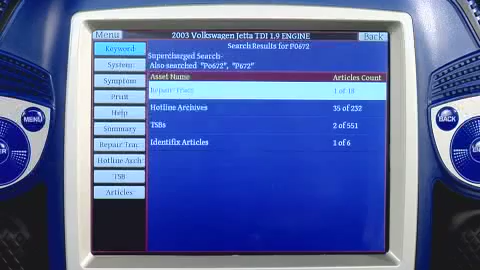 Menu
2003 Volkswagen Jetta TDI 1.9 ENGINE
Back
Search Results for P0672
Keyword
Supercharged Search-
Also searched "Po672", "P672"
System
Asset Name
Articles Count
Symptom
Repair Tracs
1 of 18
Print
Hotline Archives
35 of 232
Help
TSBs
2 of 551
Summary
Identifix Articles
1 of 6
Repair Trac
Hotline Arch
TSB
Articles
MENU
BACK